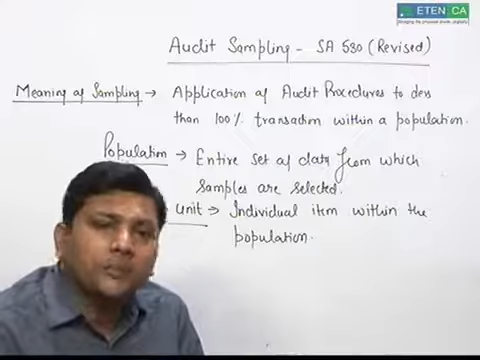 ETEN CA
Audit Sampling - SA 530 (Revised)
Meaning of Sampling → Application of Audit Procedures to less
than 100% transaction within a population.
Population → Entire set of data from which
samples are selected.
unit → Individual item within the
population.